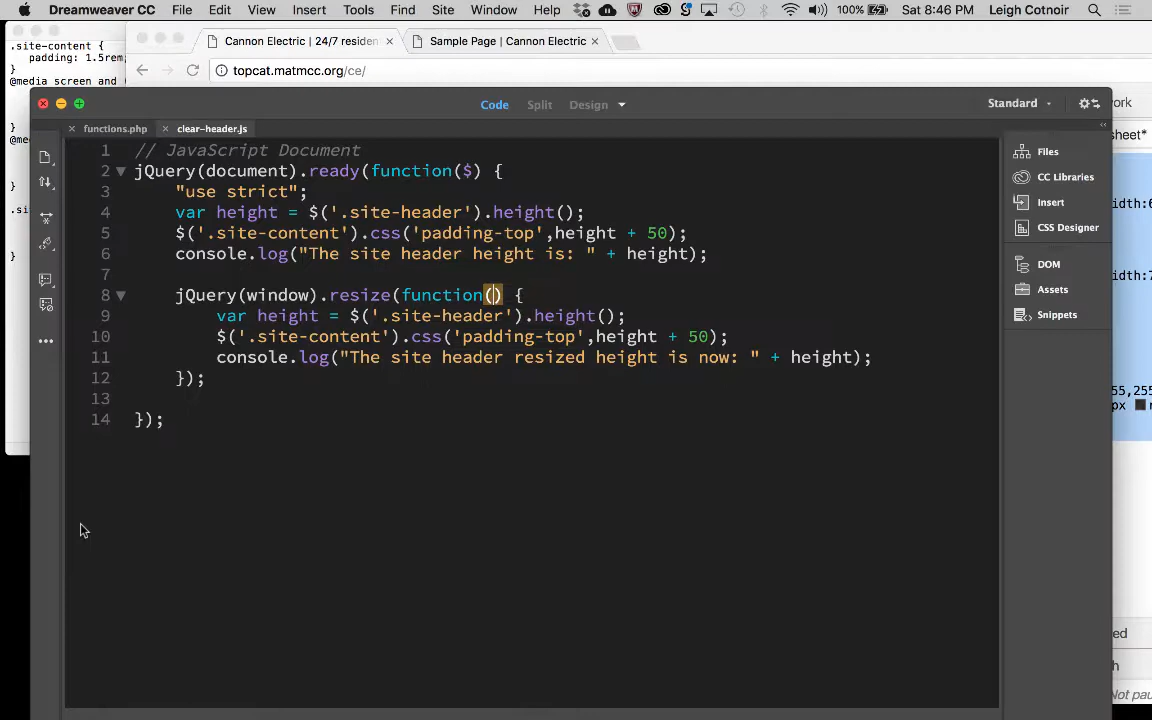 Dreamweaver CC File Edit View Insert Tools Find Site Window Help 100% Sat 8:46 PM Leigh Cotnoir
.site-content {
padding: 1.5rem;
}
@media screen and
}
}
}
Cannon Electric | 24/7 residen × Sample Page | Cannon Electric ×
topcat.matmcc.org/ce/
Code Split Design Standard
× functions.php × clear-header.js
1 // JavaScript Document
2 jQuery(document).ready(function($) {
3 "use strict";
4 var height = $('.site-header').height();
5 $('.site-content').css('padding-top',height + 50);
6 console.log("The site header height is: " + height);
7
8 jQuery(window).resize(function() {
9 var height = $('.site-header').height();
10 $('.site-content').css('padding-top',height + 50);
11 console.log("The site header resized height is now: " + height);
12 });
13
14 });
Files
CC Libraries
Insert
CSS Designer
DOM
Assets
Snippets